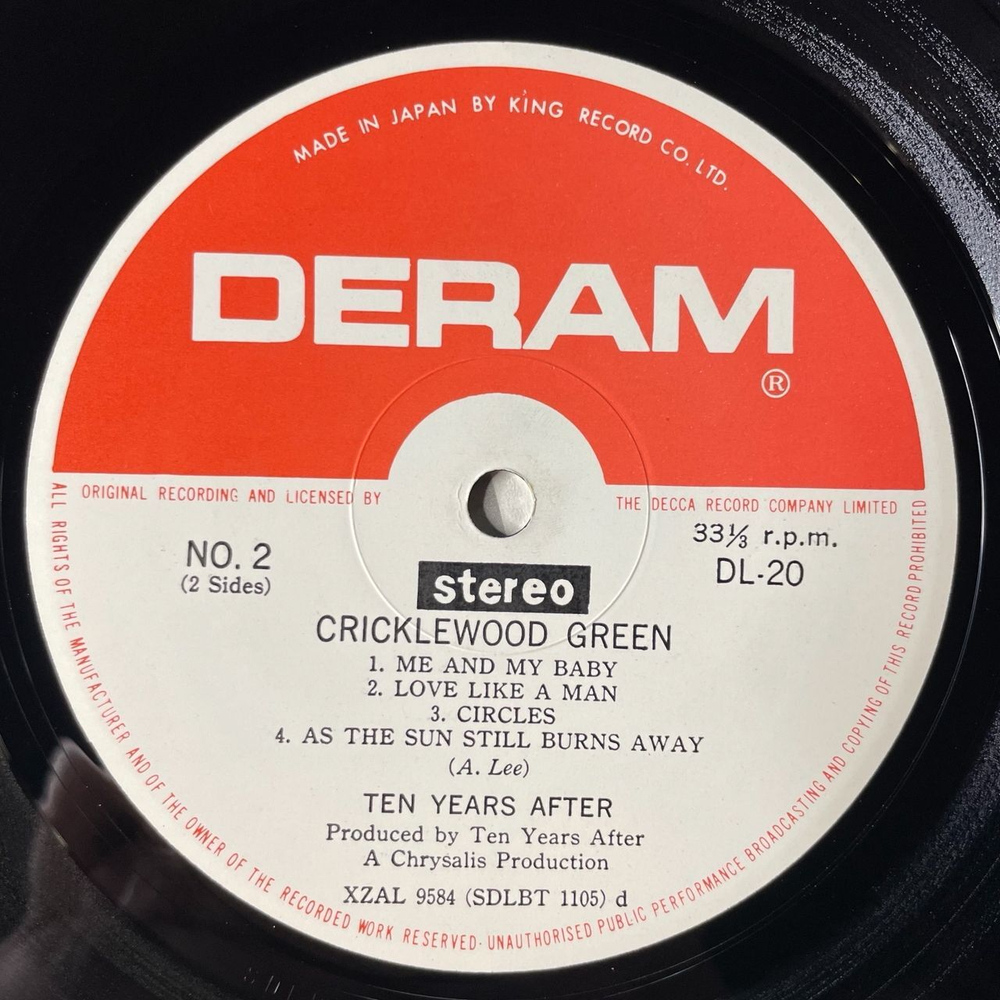 MADE IN JAPAN BY KING RECORD CO. LTD.
DERAM
®
ORIGINAL RECORDING AND LICENSED BY THE DECCA RECORD COMPANY LIMITED
NO. 2
(2 Sides)
33⅓ r.p.m.
DL-20
stereo
CRICKLEWOOD GREEN
1. ME AND MY BABY
2. LOVE LIKE A MAN
3. CIRCLES
4. AS THE SUN STILL BURNS AWAY
(A. Lee)
TEN YEARS AFTER
Produced by Ten Years After
A Chrysalis Production
XZAL 9584 (SDLBT 1105) d
ALL RIGHTS OF THE MANUFACTURER AND OF THE OWNER OF THE RECORDED WORK RESERVED· UNAUTHORISED PUBLIC PERFORMANCE BROADCASTING AND COPYING OF THIS RECORD PROHIBITED